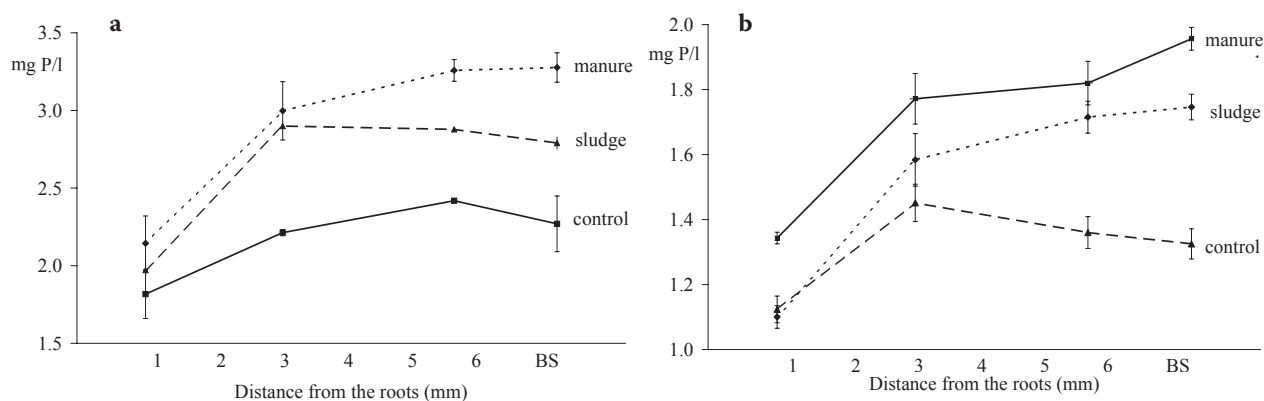 a
mg P/l
3.5
3.0
2.5
2.0
1.5
manure
sludge
control
1 2 3 4 5 6 BS
Distance from the roots (mm)
b
mg P/l
2.0
1.8
1.6
1.4
1.2
1.0
manure
sludge
control
1 2 3 4 5 6 BS
Distance from the roots (mm)